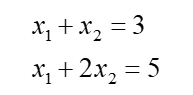 x₁ + x₂ = 3
x₁ + 2x₂ = 5